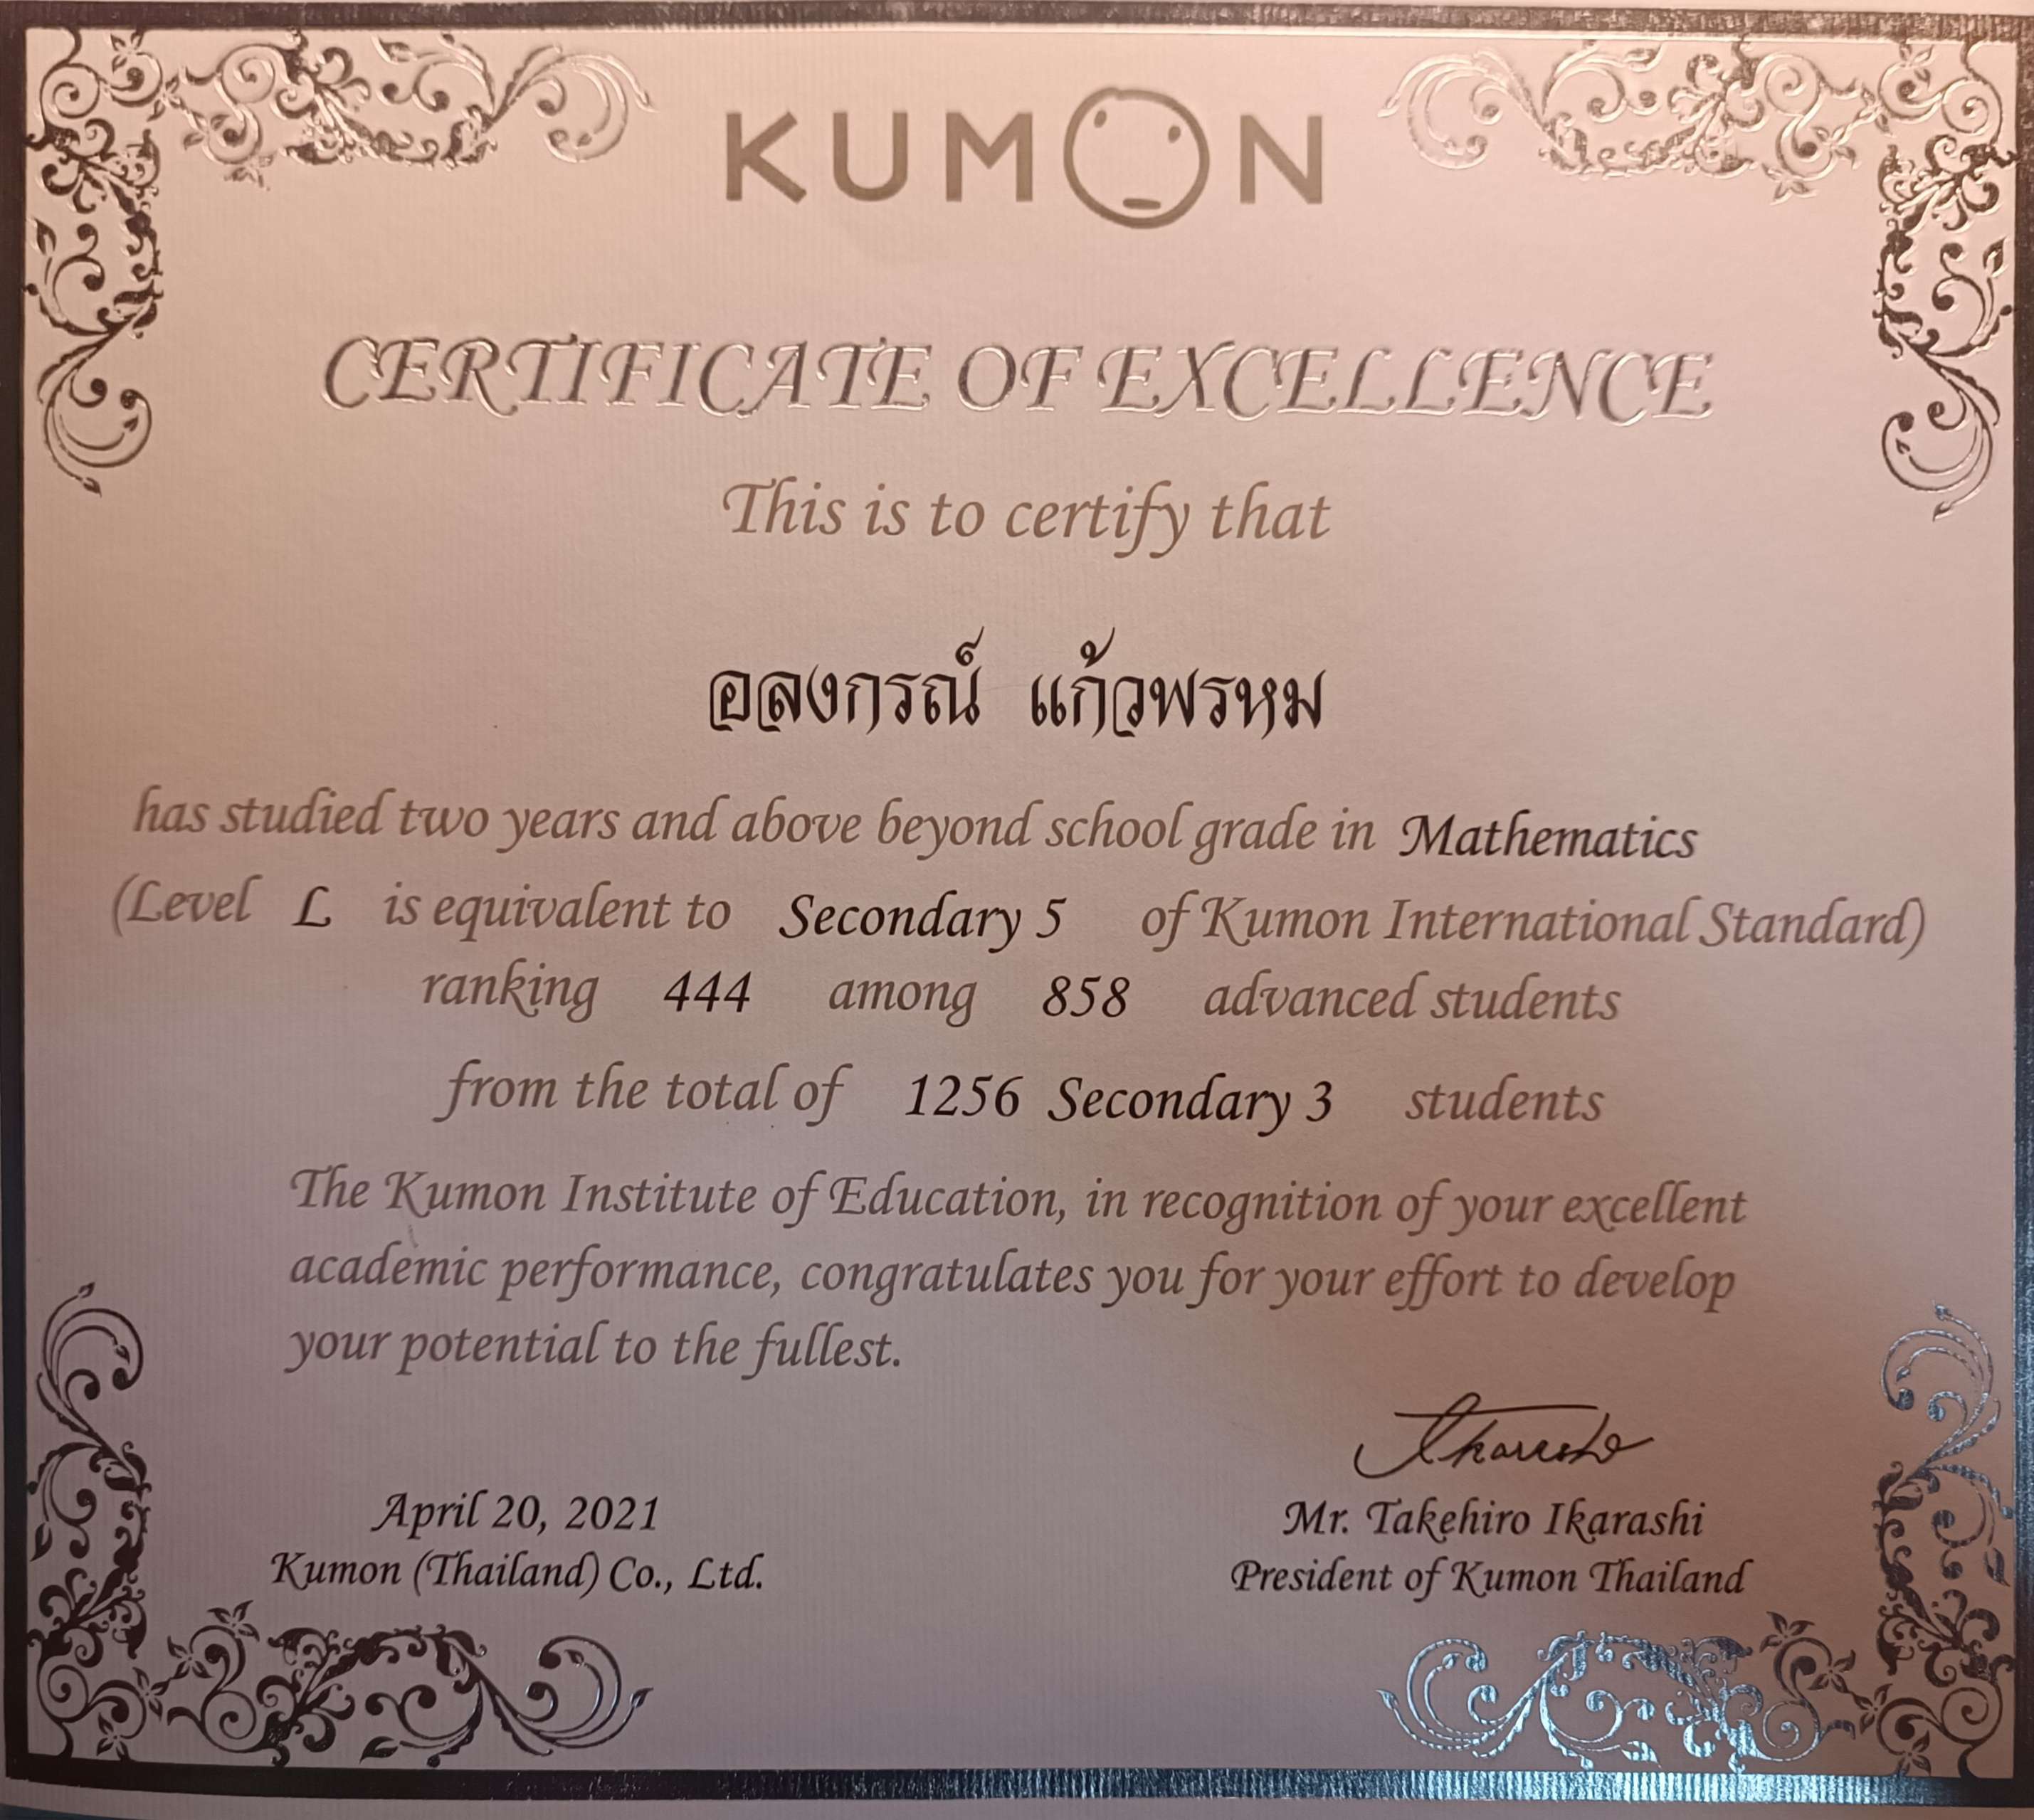 KUMON
CERTIFICATE OF EXCELLENCE
This is to certify that
อลงกรณ์ แก้วพรหม
has studied two years and above beyond school grade in Mathematics
(Level L is equivalent to Secondary 5 of Kumon International Standard)
ranking 444 among 858 advanced students
from the total of 1256 Secondary 3 students
The Kumon Institute of Education, in recognition of your excellent
academic performance, congratulates you for your effort to develop
your potential to the fullest.
Ikarashi
April 20, 2021
Mr. Takehiro Ikarashi
Kumon (Thailand) Co., Ltd.
President of Kumon Thailand